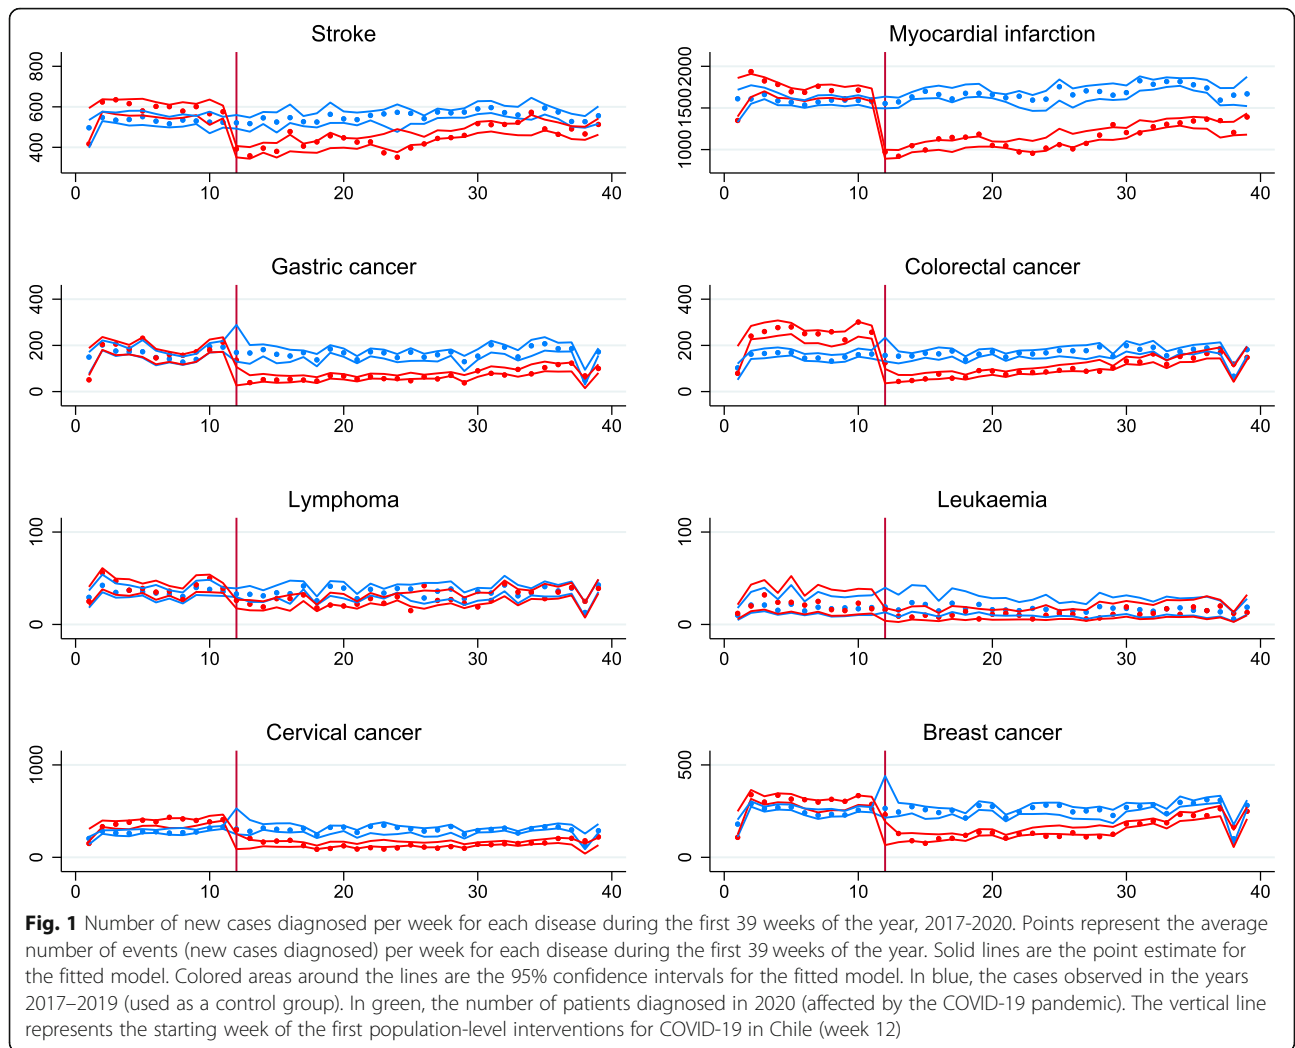 Stroke
Myocardial infarction
800
600
400
0 10 20 30 40
2000
1500
1000
0 10 20 30 40
Gastric cancer
Colorectal cancer
400
200
0
0 10 20 30 40
400
200
0
0 10 20 30 40
Lymphoma
Leukaemia
100
0
0 10 20 30 40
100
0
0 10 20 30 40
Cervical cancer
Breast cancer
1000
0
0 10 20 30 40
500
0
0 10 20 30 40
Fig. 1 Number of new cases diagnosed per week for each disease during the first 39 weeks of the year, 2017-2020. Points represent the average
number of events (new cases diagnosed) per week for each disease during the first 39 weeks of the year. Solid lines are the point estimate for
the fitted model. Colored areas around the lines are the 95% confidence intervals for the fitted model. In blue, the cases observed in the years
2017–2019 (used as a control group). In green, the number of patients diagnosed in 2020 (affected by the COVID-19 pandemic). The vertical line
represents the starting week of the first population-level interventions for COVID-19 in Chile (week 12)